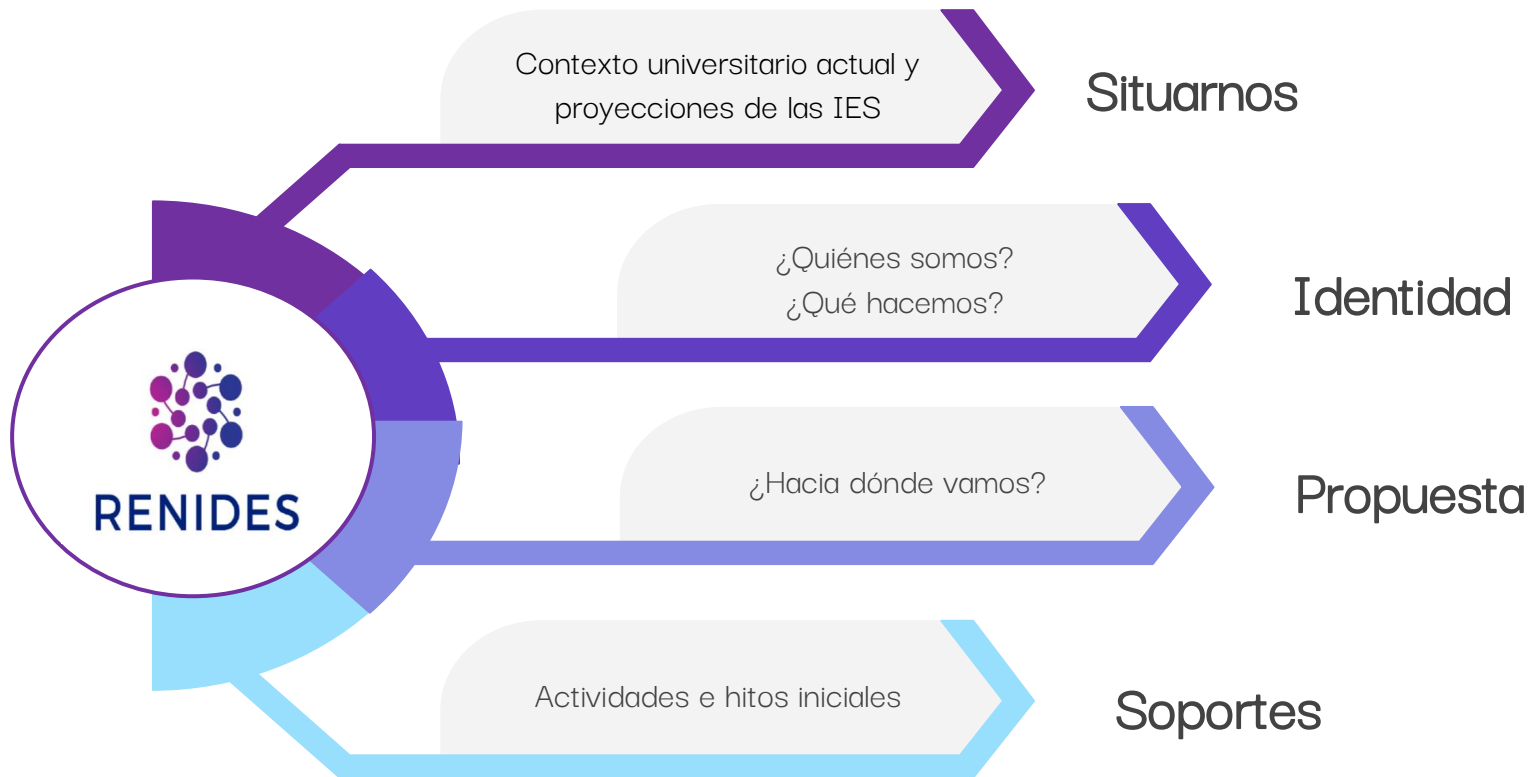 Contexto universitario actual y
proyecciones de las IES
Situarnos
¿Quiénes somos?
¿Qué hacemos?
Identidad
RENIDES
¿Hacia dónde vamos?
Propuesta
Actividades e hitos iniciales
Soportes